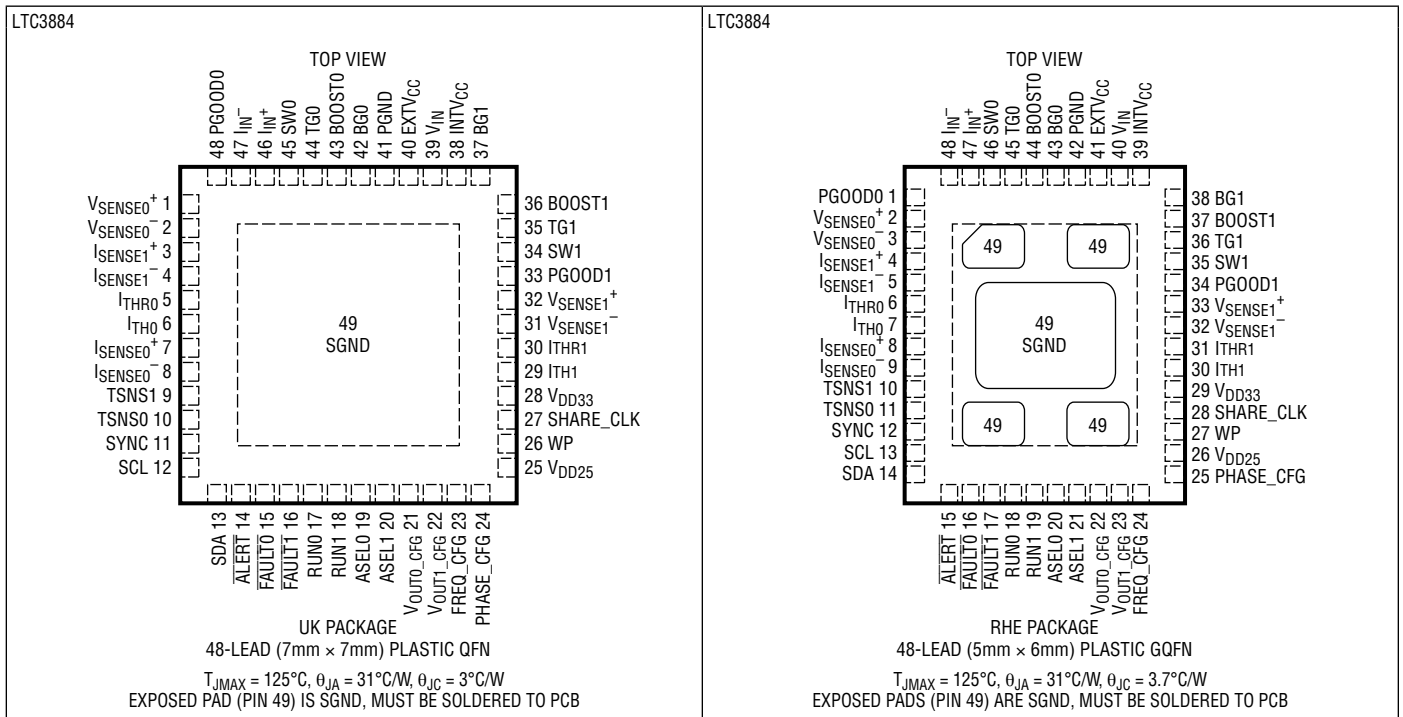 LTC3884
TOP VIEW
48 PGOOD0
47 IIN–
46 IIN+
45 SW0
44 TG0
43 BOOST0
42 BG0
41 PGND
40 EXTVCC
39 VIN
38 INTVCC
37 BG1
VSENSE0+ 1
VSENSE0– 2
ISENSE1+ 3
ISENSE1– 4
ITHR0 5
ITH0 6
ISENSE0+ 7
ISENSE0– 8
TSNS1 9
TSNS0 10
SYNC 11
SCL 12
49
SGND
36 BOOST1
35 TG1
34 SW1
33 PGOOD1
32 VSENSE1+
31 VSENSE1–
30 ITHR1
29 ITH1
28 VDD33
27 SHARE_CLK
26 WP
25 VDD25
SDA 13
ALERT 14
FAULT0 15
FAULT1 16
RUN0 17
RUN1 18
ASEL0 19
ASEL1 20
VOUT0_CFG 21
VOUT1_CFG 22
FREQ_CFG 23
PHASE_CFG 24
UK PACKAGE
48-LEAD (7mm × 7mm) PLASTIC QFN
TJMAX = 125°C, θJA = 31°C/W, θJC = 3°C/W
EXPOSED PAD (PIN 49) IS SGND, MUST BE SOLDERED TO PCB
LTC3884
TOP VIEW
48 IIN–
47 IIN+
46 SW0
45 TG0
44 BOOST0
43 BG0
42 PGND
41 EXTVCC
40 VIN
39 INTVCC
PGOOD0 1
VSENSE0+ 2
VSENSE0– 3
ISENSE1+ 4
ISENSE1– 5
ITHR0 6
ITH0 7
ISENSE0+ 8
ISENSE0– 9
TSNS1 10
TSNS0 11
SYNC 12
SCL 13
SDA 14
49
49
49
SGND
49
49
38 BG1
37 BOOST1
36 TG1
35 SW1
34 PGOOD1
33 VSENSE1+
32 VSENSE1–
31 ITHR1
30 ITH1
29 VDD33
28 SHARE_CLK
27 WP
26 VDD25
25 PHASE_CFG
ALERT 15
FAULT0 16
FAULT1 17
RUN0 18
RUN1 19
ASEL0 20
ASEL1 21
VOUT0_CFG 22
VOUT1_CFG 23
FREQ_CFG 24
RHE PACKAGE
48-LEAD (5mm × 6mm) PLASTIC GQFN
TJMAX = 125°C, θJA = 31°C/W, θJC = 3.7°C/W
EXPOSED PADS (PIN 49) ARE SGND, MUST BE SOLDERED TO PCB